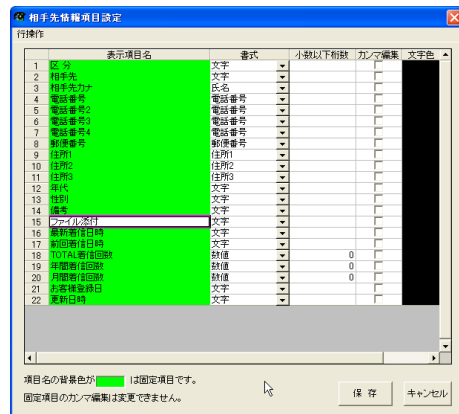 相手先情報項目設定
行操作
表示項目名 書式 小数以下桁数 カンマ編集 文字色
1 区分 文字
2 相手先 文字
3 相手先カナ 氏名
4 電話番号 電話番号
5 電話番号2 電話番号
6 電話番号3 電話番号
7 電話番号4 電話番号
8 郵便番号 郵便番号
9 住所1 住所1
10 住所2 住所2
11 住所3 住所3
12 年代 文字
13 性別 文字
14 備考 文字
15 ファイル添付 文字
16 最新着信日時 文字
17 前回着信日時 文字
18 TOTAL着信回数 数値 0
19 年間着信回数 数値 0
20 月間着信回数 数値 0
21 お客様登録日 文字
22 更新日時 文字
項目名の背景色が は固定項目です。
固定項目のカンマ編集は変更できません。
保存 キャンセル